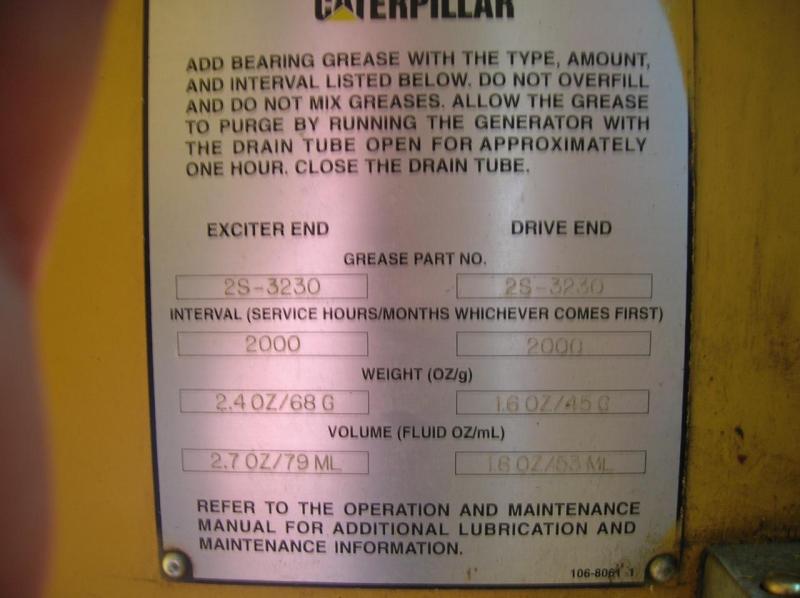 CATERPILLAR
ADD BEARING GREASE WITH THE TYPE, AMOUNT,
AND INTERVAL LISTED BELOW. DO NOT OVERFILL
AND DO NOT MIX GREASES. ALLOW THE GREASE
TO PURGE BY RUNNING THE GENERATOR WITH
THE DRAIN TUBE OPEN FOR APPROXIMATELY
ONE HOUR. CLOSE THE DRAIN TUBE.
EXCITER END DRIVE END
GREASE PART NO.
2S-3230 2S-3230
INTERVAL (SERVICE HOURS/MONTHS WHICHEVER COMES FIRST)
2000 2000
WEIGHT (OZ/g)
2.4 OZ/68 G 1.6 OZ/45 G
VOLUME (FLUID OZ/mL)
2.7 OZ/79 ML 1.8 OZ/53 ML
REFER TO THE OPERATION AND MAINTENANCE
MANUAL FOR ADDITIONAL LUBRICATION AND
MAINTENANCE INFORMATION.
106-8061 1